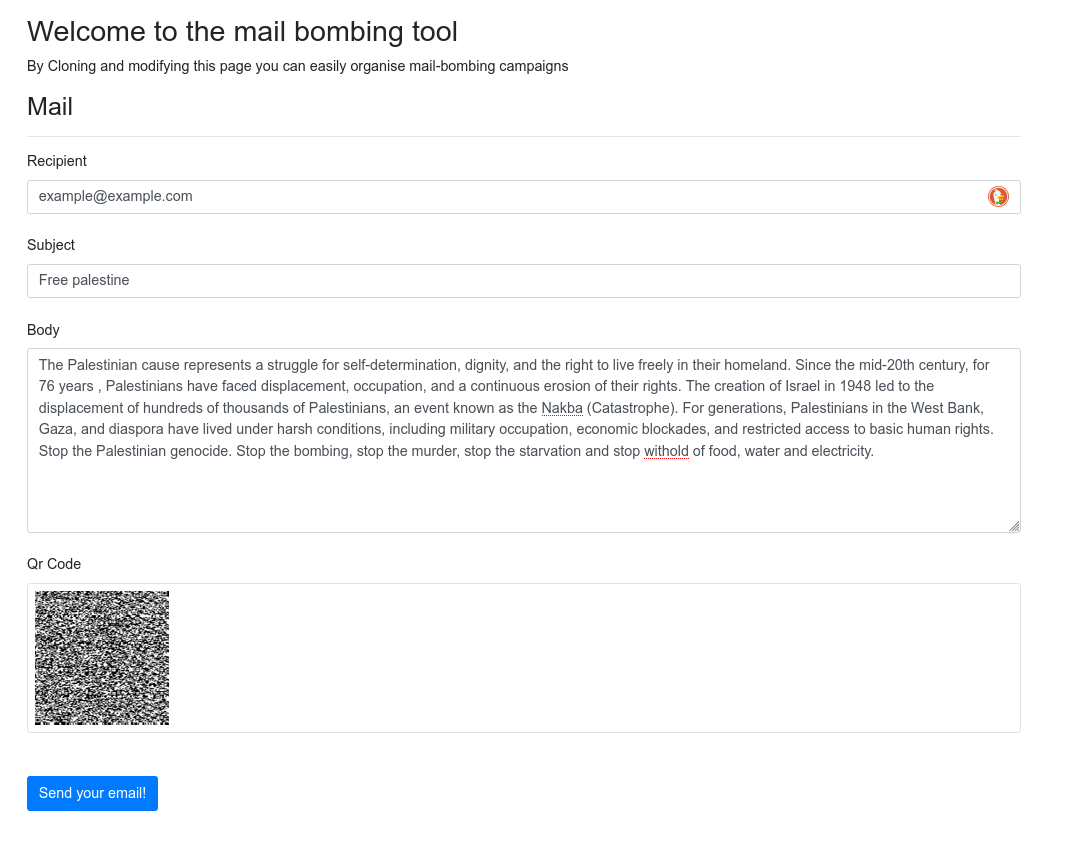 Welcome to the mail bombing tool
By Cloning and modifying this page you can easily organise mail-bombing campaigns
Mail
Recipient
example@example.com
Subject
Free palestine
Body
The Palestinian cause represents a struggle for self-determination, dignity, and the right to live freely in their homeland. Since the mid-20th century, for
76 years , Palestinians have faced displacement, occupation, and a continuous erosion of their rights. The creation of Israel in 1948 led to the
displacement of hundreds of thousands of Palestinians, an event known as the Nakba (Catastrophe). For generations, Palestinians in the West Bank,
Gaza, and diaspora have lived under harsh conditions, including military occupation, economic blockades, and restricted access to basic human rights.
Stop the Palestinian genocide. Stop the bombing, stop the murder, stop the starvation and stop withold of food, water and electricity.
Qr Code
Send your email!